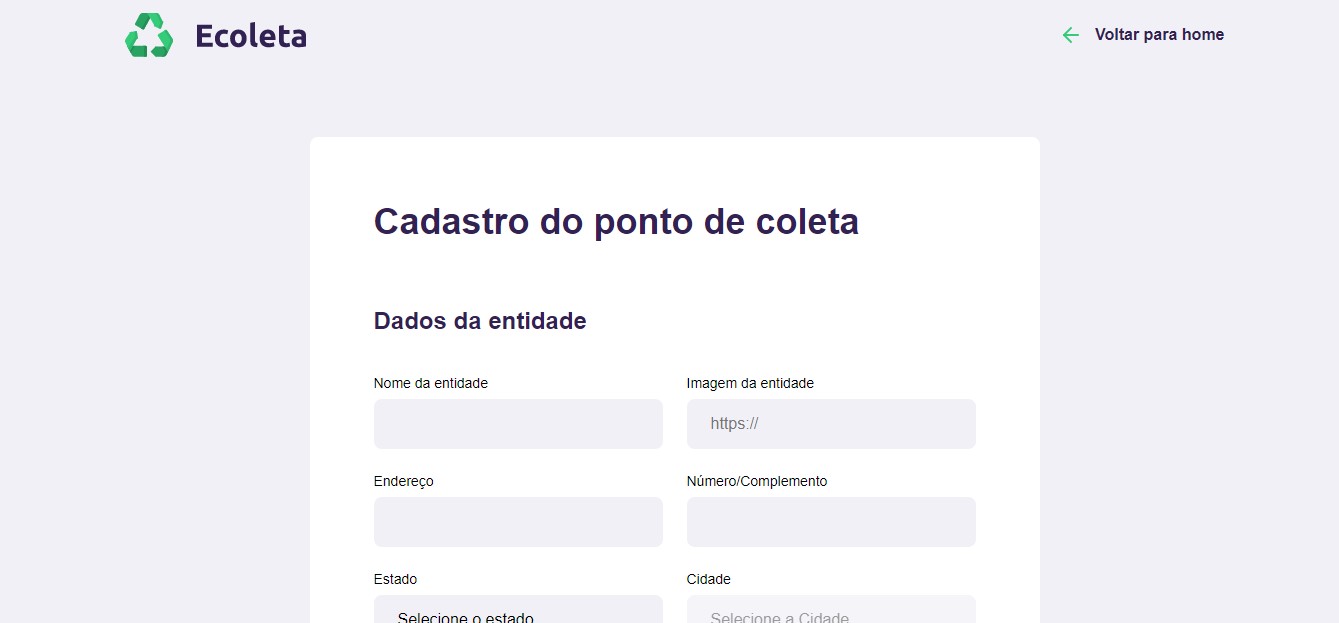 Ecoleta
Voltar para home
Cadastro do ponto de coleta
Dados da entidade
Nome da entidade
Imagem da entidade
https://
Endereço
Número/Complemento
Estado
Cidade
Selecione o estado
Selecione a Cidade